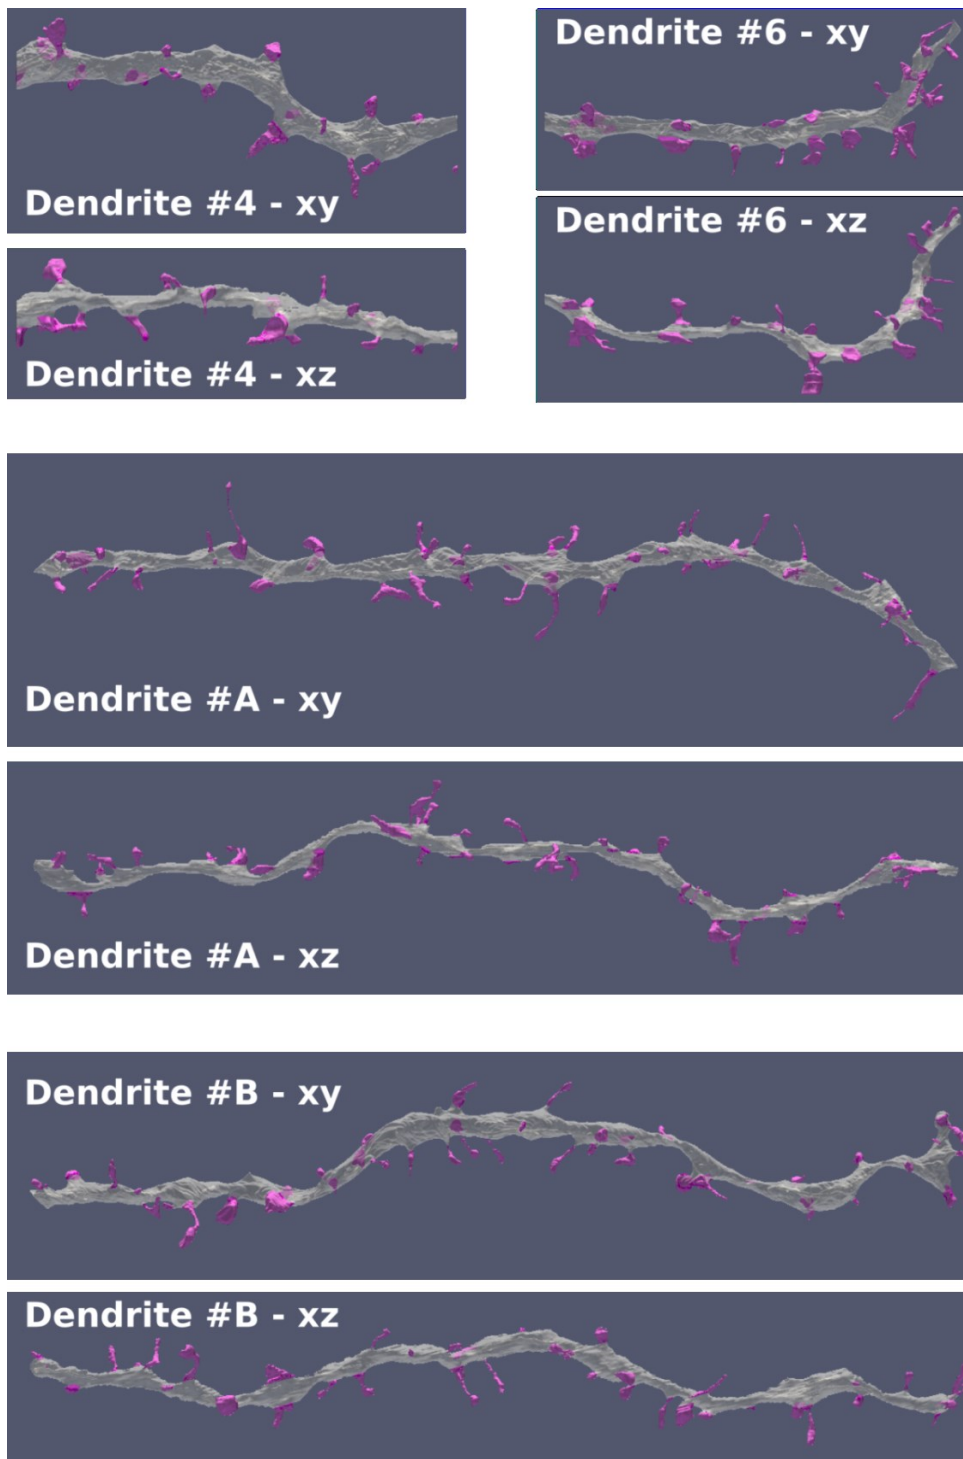 Dendrite #4 - xy
Dendrite #4 - xz
Dendrite #6 - xy
Dendrite #6 - xz
Dendrite #A - xy
Dendrite #A - xz
Dendrite #B - xy
Dendrite #B - xz